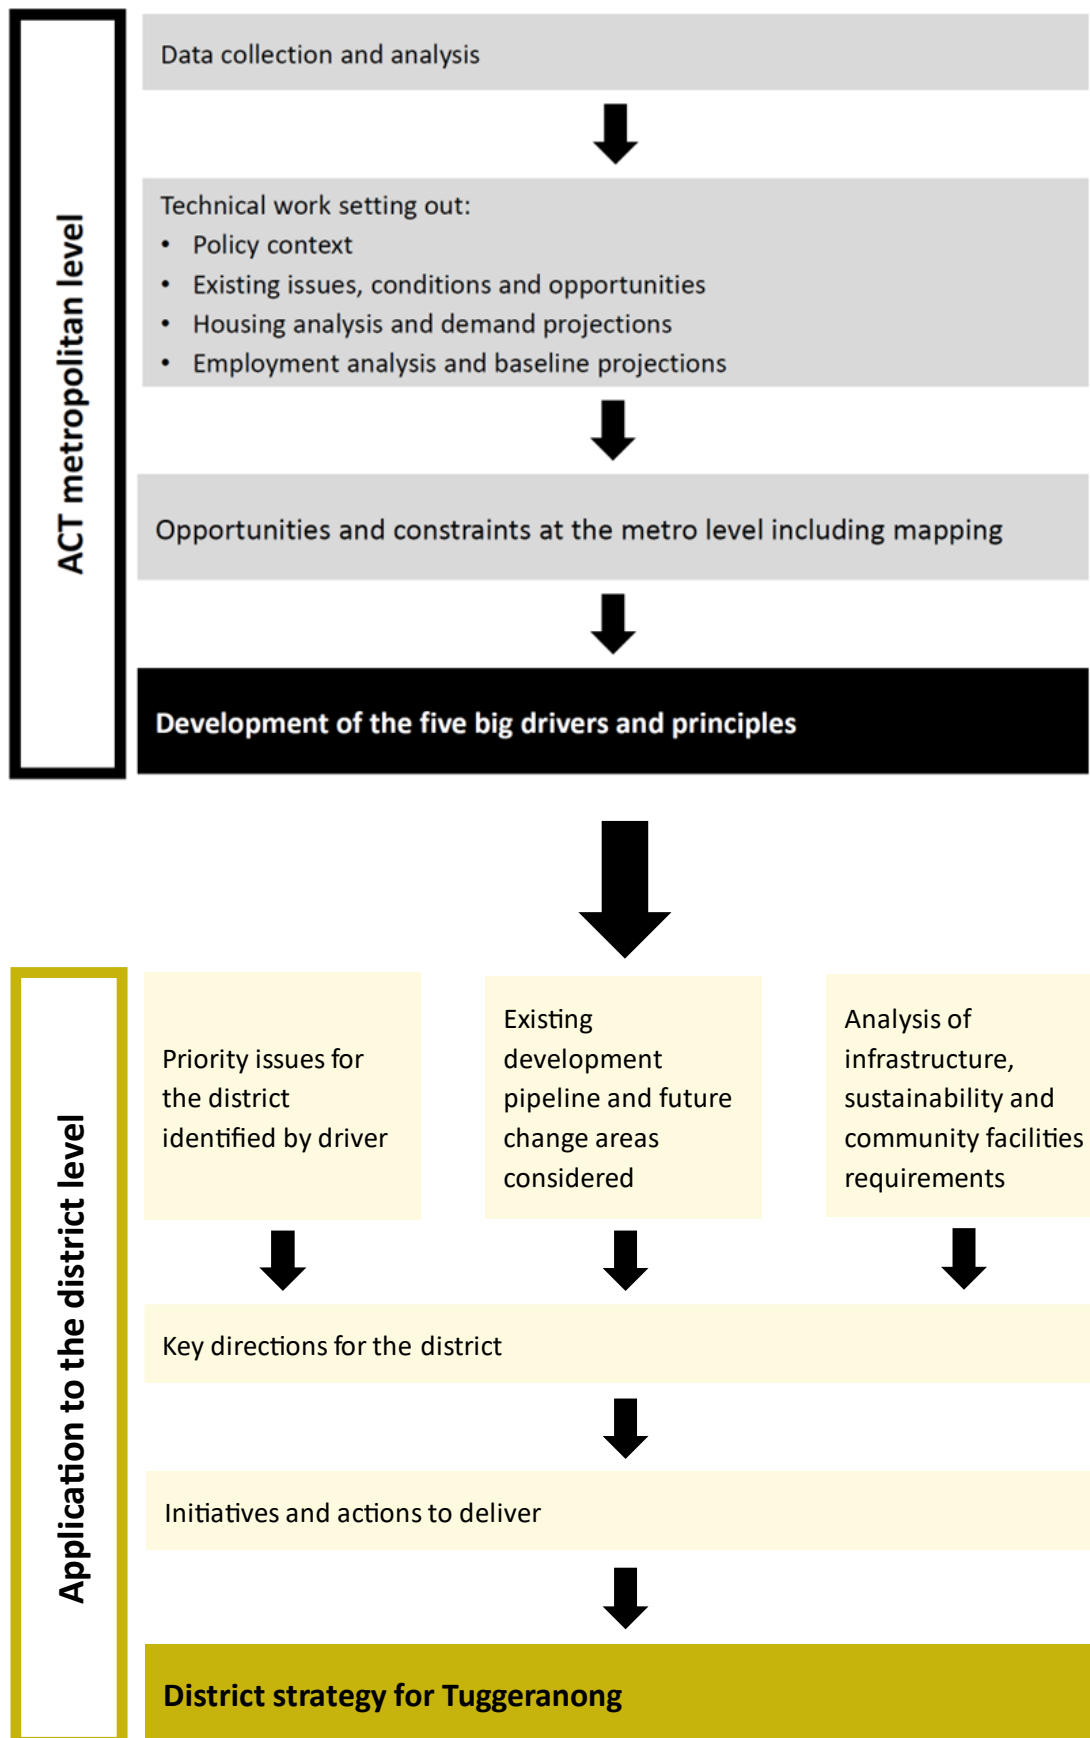 ACT metropolitan level
Data collection and analysis
Technical work setting out:
• Policy context
• Existing issues, conditions and opportunities
• Housing analysis and demand projections
• Employment analysis and baseline projections
Opportunities and constraints at the metro level including mapping
Development of the five big drivers and principles
Application to the district level
Priority issues for
the district
identified by driver
Existing
development
pipeline and future
change areas
considered
Analysis of
infrastructure,
sustainability and
community facilities
requirements
Key directions for the district
Initiatives and actions to deliver
District strategy for Tuggeranong